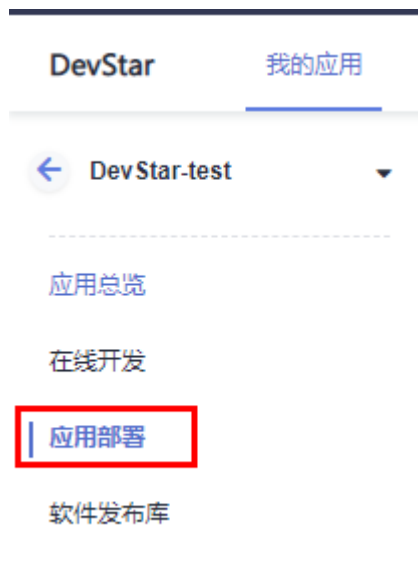 DevStar 我的应用
DevStar-test
应用总览
在线开发
应用部署
软件发布库